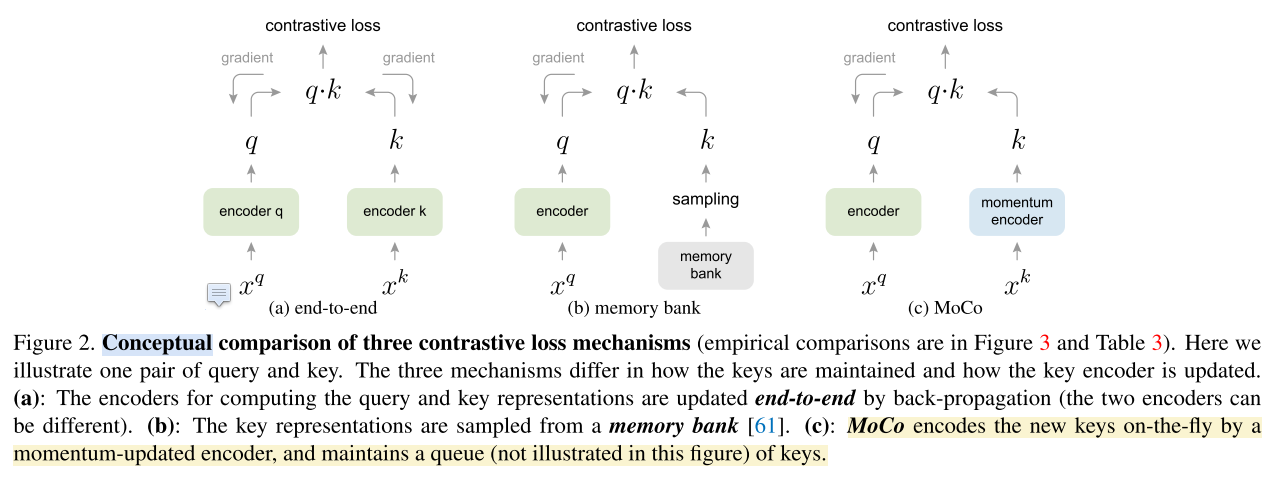 contrastive loss
gradient
gradient
q·k
q
k
encoder q
encoder k
x^q
x^k
(a) end-to-end
contrastive loss
gradient
q·k
q
k
sampling
encoder
memory
bank
x^q
(b) memory bank
contrastive loss
gradient
q·k
q
k
encoder
momentum
encoder
x^q
x^k
(c) MoCo
Figure 2. Conceptual comparison of three contrastive loss mechanisms (empirical comparisons are in Figure 3 and Table 3). Here we
illustrate one pair of query and key. The three mechanisms differ in how the keys are maintained and how the key encoder is updated.
(a): The encoders for computing the query and key representations are updated end-to-end by back-propagation (the two encoders can
be different). (b): The key representations are sampled from a memory bank [61]. (c): MoCo encodes the new keys on-the-fly by a
momentum-updated encoder, and maintains a queue (not illustrated in this figure) of keys.